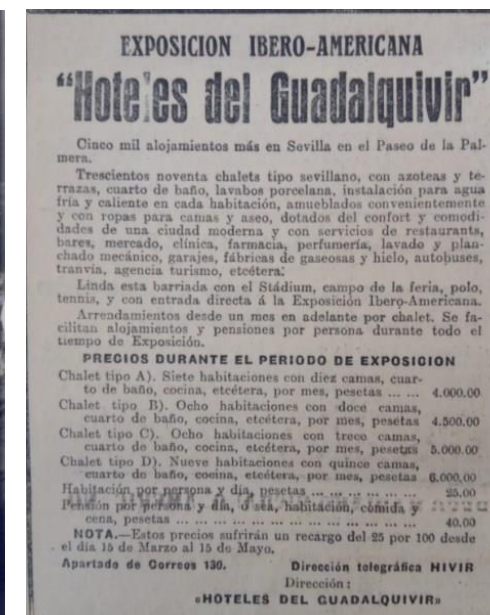 EXPOSICION IBERO-AMERICANA
"Hoteles del Guadalquivir"
Cinco mil alojamientos más en Sevilla en el Paseo de la Pal-
mera.
Trescientos noventa chalets tipo sevillano, con azoteas y te-
rrazas, cuarto de baño, lavabos porcelana, instalación para agua
fría y caliente en cada habitación, amueblados convenientemente
y con ropas para camas y aseo, dotados del confort y comodi-
dades de una ciudad moderna y con servicios de restaurants,
bares, mercado, clínica, farmacia, perfumería, lavado y plan-
chado mecánico, garajes, fábricas de gaseosas y hielo, autobuses,
tranvía, agencia turismo, etcétera.
Linda esta barriada con el Stádium, campo de la feria, polo,
tennis, y con entrada directa á la Exposición Ibero-Americana.
Arrendamientos desde un mes en adelante por chalet. Se fa-
cilitan alojamientos y pensiones por persona durante todo el
tiempo de Exposición.
PRECIOS DURANTE EL PERIODO DE EXPOSICION
Chalet tipo A). Siete habitaciones con diez camas, cuar-
to de baño, cocina, etcétera, por mes, pesetas ... ... 4.000.00
Chalet tipo B). Ocho habitaciones con doce camas,
cuarto de baño, cocina, etcétera, por mes, pesetas 4.500.00
Chalet tipo C). Ocho habitaciones con trece camas,
cuarto de baño, cocina, etcétera, por mes, pesetas 5.000.00
Chalet tipo D). Nueve habitaciones con quince camas,
cuarto de baño, cocina, etcétera, por mes, pesetas 6.000.00
Habitación por persona y día, pesetas ... ... ... ... ... ... 25.00
Pensión por persona y día, o sea, habitación, comida y
cena, pesetas ... ... ... ... ... ... ... ... ... ... ... ... 40.00
NOTA.—Estos precios sufrirán un recargo del 25 por 100 desde
el día 15 de Marzo al 15 de Mayo.
Apartado de Correos 130. Dirección telegráfica HIVIR
Dirección:
«HOTELES DEL GUADALQUIVIR»